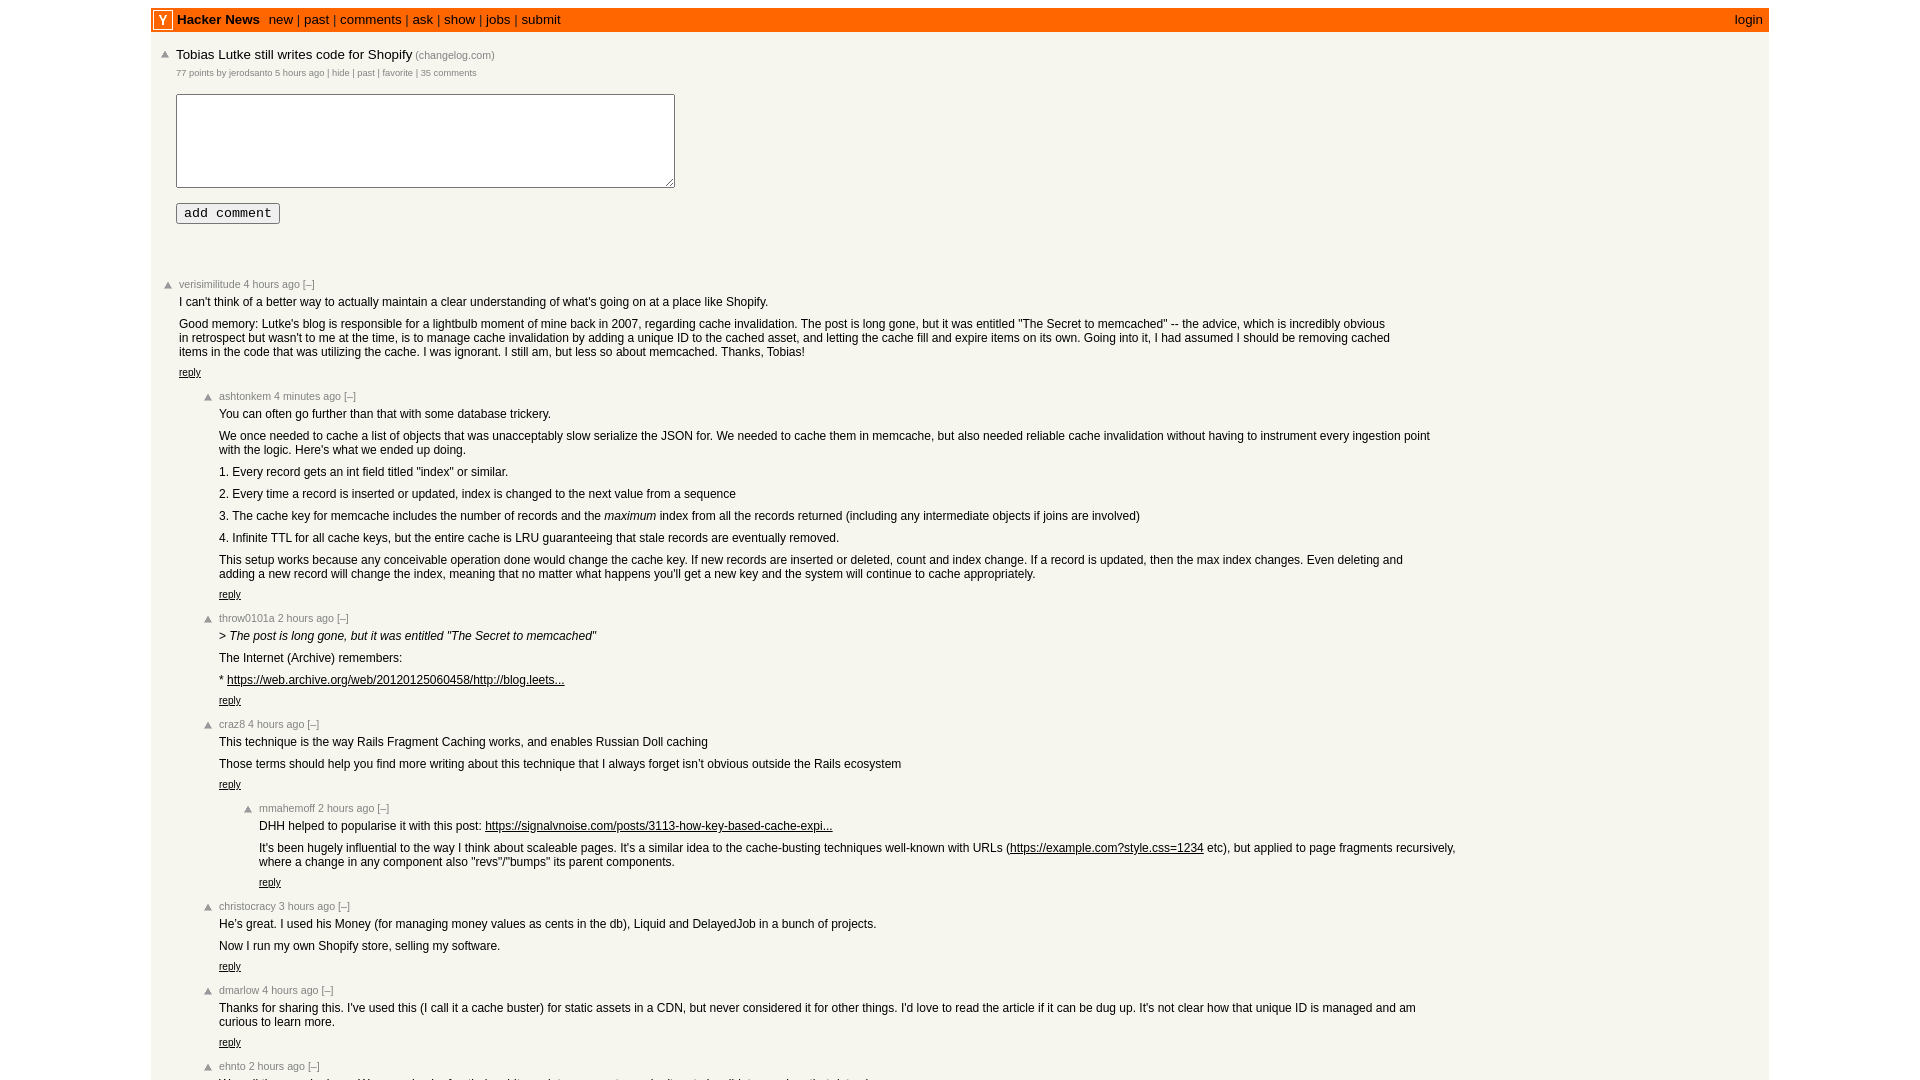 Y Hacker News new | past | comments | ask | show | jobs | submit login
Tobias Lutke still writes code for Shopify (changelog.com)
77 points by jerodsanto 5 hours ago | hide | past | favorite | 35 comments
add comment
verisimilitude 4 hours ago [–]
I can't think of a better way to actually maintain a clear understanding of what's going on at a place like Shopify.
Good memory: Lutke's blog is responsible for a lightbulb moment of mine back in 2007, regarding cache invalidation. The post is long gone, but it was entitled "The Secret to memcached" -- the advice, which is incredibly obvious
in retrospect but wasn't to me at the time, is to manage cache invalidation by adding a unique ID to the cached asset, and letting the cache fill and expire items on its own. Going into it, I had assumed I should be removing cached
items in the code that was utilizing the cache. I was ignorant. I still am, but less so about memcached. Thanks, Tobias!
reply
ashtonkem 4 minutes ago [–]
You can often go further than that with some database trickery.
We once needed to cache a list of objects that was unacceptably slow serialize the JSON for. We needed to cache them in memcache, but also needed reliable cache invalidation without having to instrument every ingestion point
with the logic. Here's what we ended up doing.
1. Every record gets an int field titled "index" or similar.
2. Every time a record is inserted or updated, index is changed to the next value from a sequence
3. The cache key for memcache includes the number of records and the maximum index from all the records returned (including any intermediate objects if joins are involved)
4. Infinite TTL for all cache keys, but the entire cache is LRU guaranteeing that stale records are eventually removed.
This setup works because any conceivable operation done would change the cache key. If new records are inserted or deleted, count and index change. If a record is updated, then the max index changes. Even deleting and
adding a new record will change the index, meaning that no matter what happens you'll get a new key and the system will continue to cache appropriately.
reply
throw0101a 2 hours ago [–]
> The post is long gone, but it was entitled "The Secret to memcached"
The Internet (Archive) remembers:
* https://web.archive.org/web/20120125060458/http://blog.leets...
reply
craz8 4 hours ago [–]
This technique is the way Rails Fragment Caching works, and enables Russian Doll caching
Those terms should help you find more writing about this technique that I always forget isn’t obvious outside the Rails ecosystem
reply
mmahemoff 2 hours ago [–]
DHH helped to popularise it with this post: https://signalvnoise.com/posts/3113-how-key-based-cache-expi...
It's been hugely influential to the way I think about scaleable pages. It's a similar idea to the cache-busting techniques well-known with URLs (https://example.com?style.css=1234 etc), but applied to page fragments recursively,
where a change in any component also "revs"/"bumps" its parent components.
reply
christocracy 3 hours ago [–]
He’s great. I used his Money (for managing money values as cents in the db), Liquid and DelayedJob in a bunch of projects.
Now I run my own Shopify store, selling my software.
reply
dmarlow 4 hours ago [–]
Thanks for sharing this. I've used this (I call it a cache buster) for static assets in a CDN, but never considered it for other things. I'd love to read the article if it can be dug up. It's not clear how that unique ID is managed and am
curious to learn more.
reply
ehnto 2 hours ago [–]